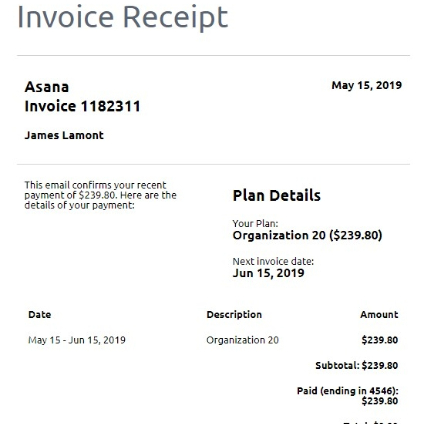 Invoice Receipt
Asana
May 15, 2019
Invoice 1182311
James Lamont
This email confirms your recent
payment of $239.80. Here are the
details of your payment:
Plan Details
Your Plan:
Organization 20 ($239.80)
Next invoice date:
Jun 15, 2019
Date Description Amount
May 15 - Jun 15, 2019 Organization 20 $239.80
Subtotal: $239.80
Paid (ending in 4546):
$239.80